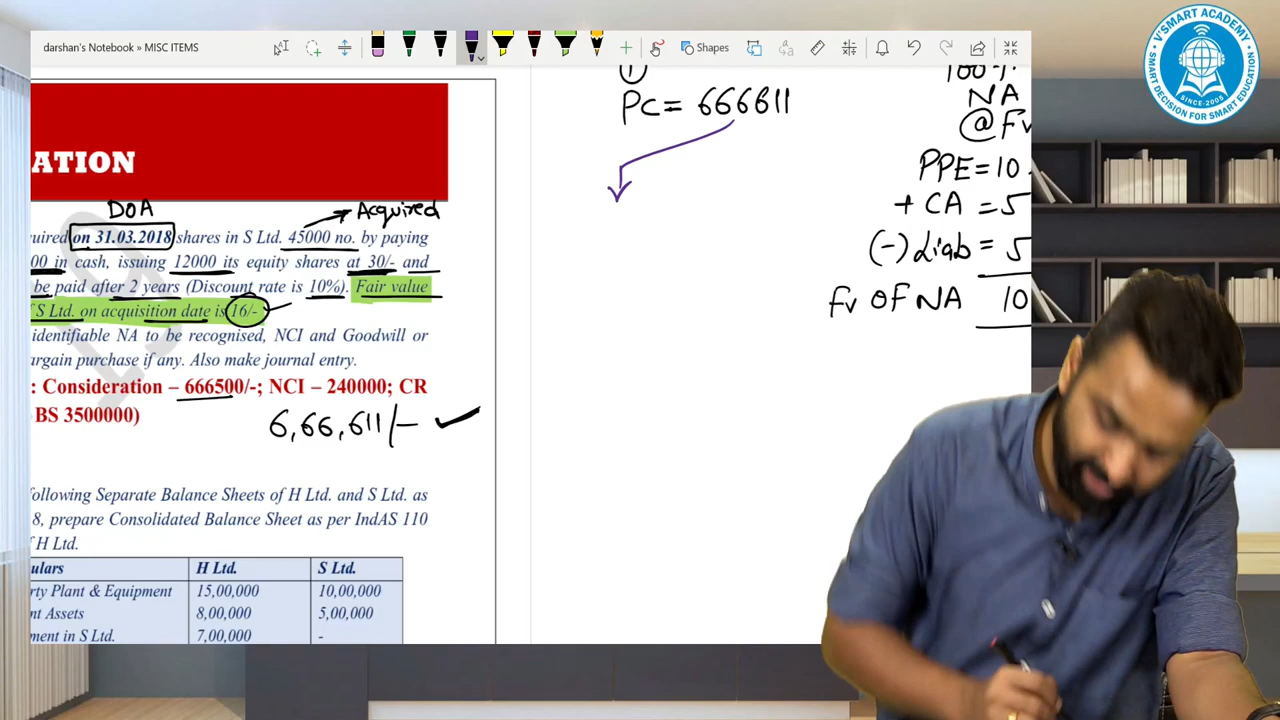 darshan's Notebook » MISC ITEMS
Shapes
V'SMART ACADEMY
SINCE-2005
SMART DECISION FOR SMART EDUCATION
ATION
DOA
Acquired
uired on 31.03.2018 shares in S Ltd. 45000 no. by paying
00 in cash, issuing 12000 its equity shares at 30/- and
be paid after 2 years (Discount rate is 10%). Fair value
f S Ltd. on acquisition date is 16/-
identifiable NA to be recognised, NCI and Goodwill or
argain purchase if any. Also make journal entry.
: Consideration – 666500/-; NCI – 240000; CR
BS 3500000)
6,66,611/-
following Separate Balance Sheets of H Ltd. and S Ltd. as
8, prepare Consolidated Balance Sheet as per IndAS 110
f H Ltd.
ulars H Ltd. S Ltd.
rty Plant & Equipment 15,00,000 10,00,000
nt Assets 8,00,000 5,00,000
ment in S Ltd. 7,00,000 -
1
PC = 666611
100%
NA
@ Fv
PPE = 10
+ CA = 5
(-) Liab = 5
Fv OF NA 10